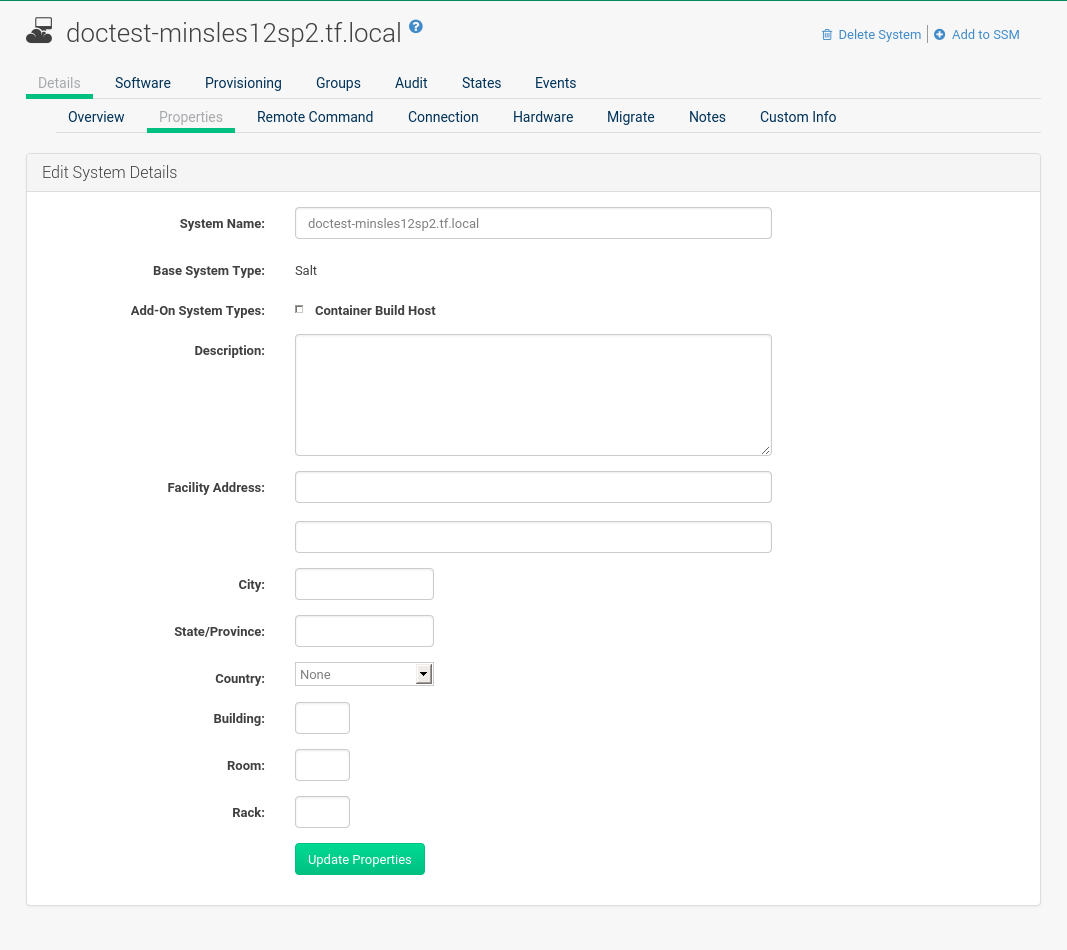 doctest-minsles12sp2.tf.local ?
Delete System Add to SSM
Details Software Provisioning Groups Audit States Events
Overview Properties Remote Command Connection Hardware Migrate Notes Custom Info
Edit System Details
System Name: doctest-minsles12sp2.tf.local
Base System Type: Salt
Add-On System Types: Container Build Host
Description:
Facility Address:
City:
State/Province:
Country: None
Building:
Room:
Rack:
Update Properties